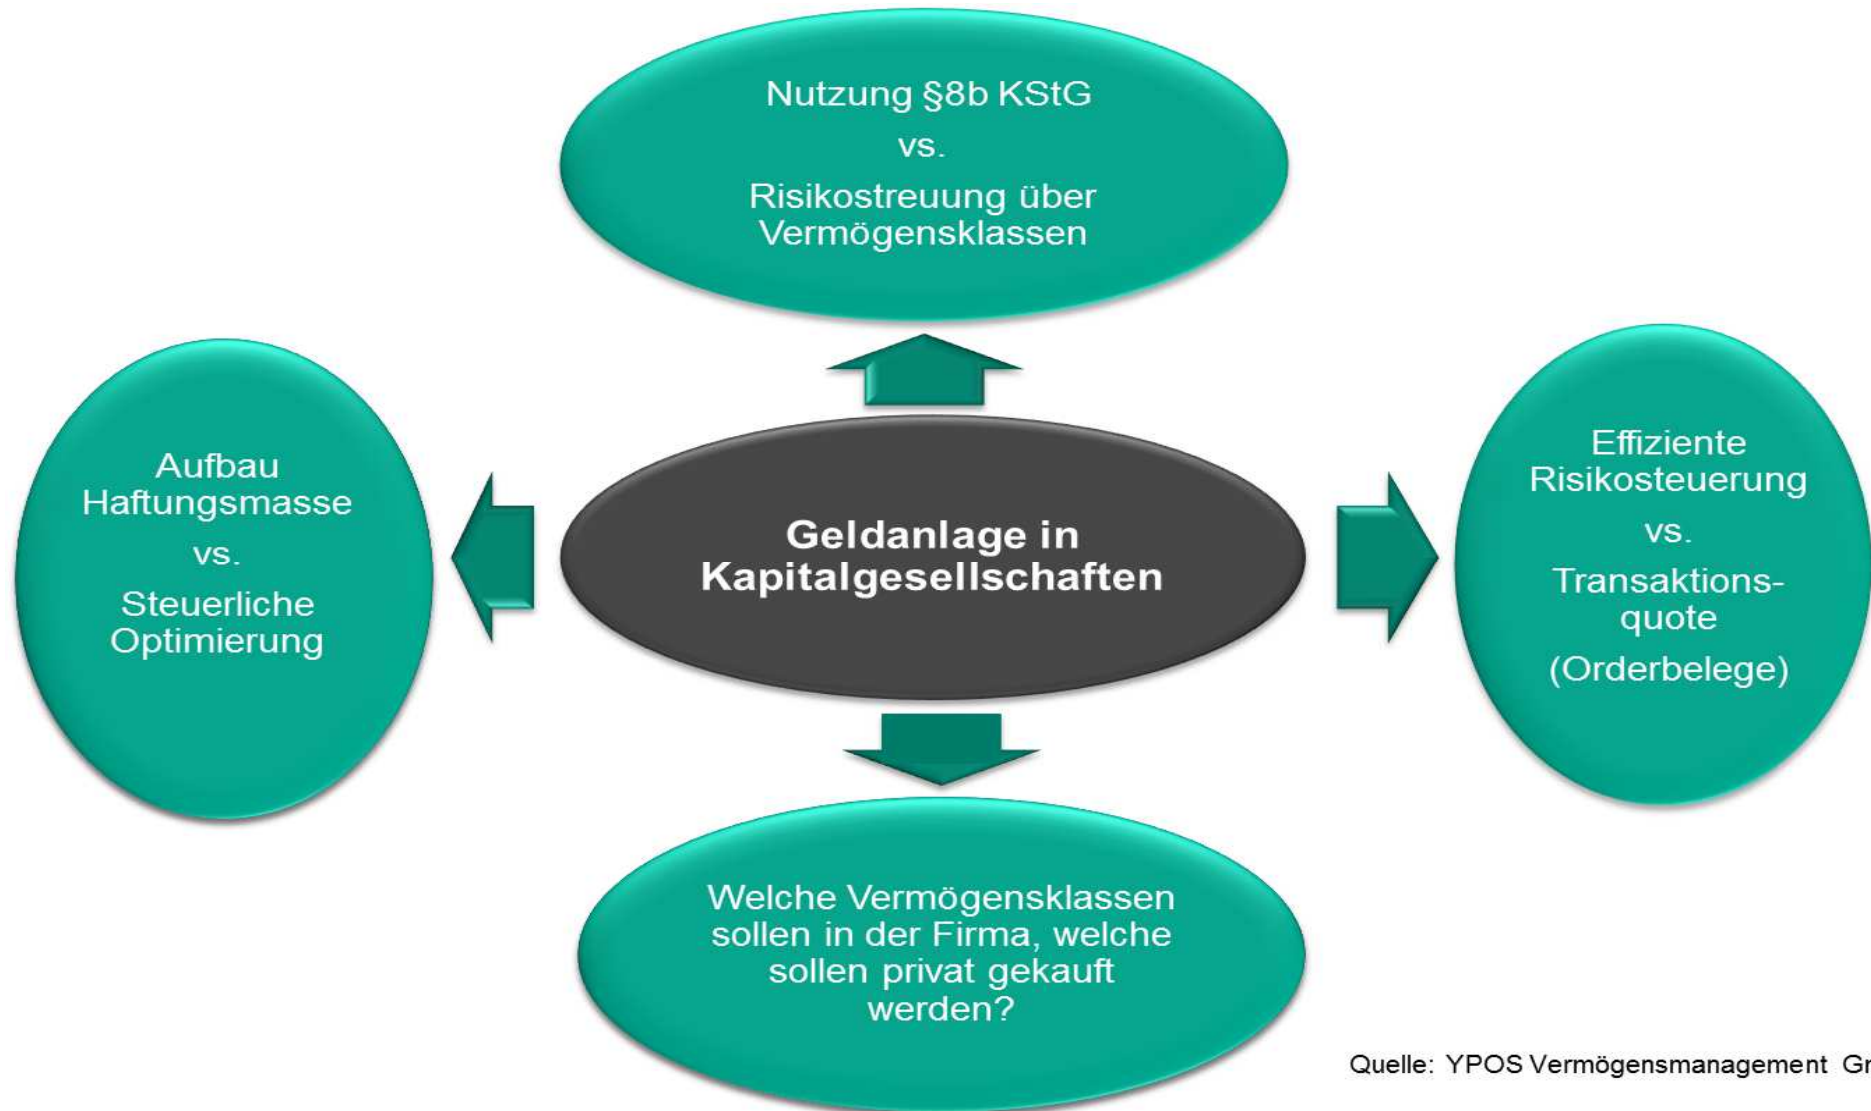 Nutzung §8b KStG
vs.
Risikostreuung über
Vermögensklassen
Aufbau
Haftungsmasse
vs.
Steuerliche
Optimierung
Geldanlage in
Kapitalgesellschaften
Effiziente
Risikosteuerung
vs.
Transaktions-
quote
(Orderbelege)
Welche Vermögensklassen
sollen in der Firma, welche
sollen privat gekauft
werden?
Quelle: YPOS Vermögensmanagement